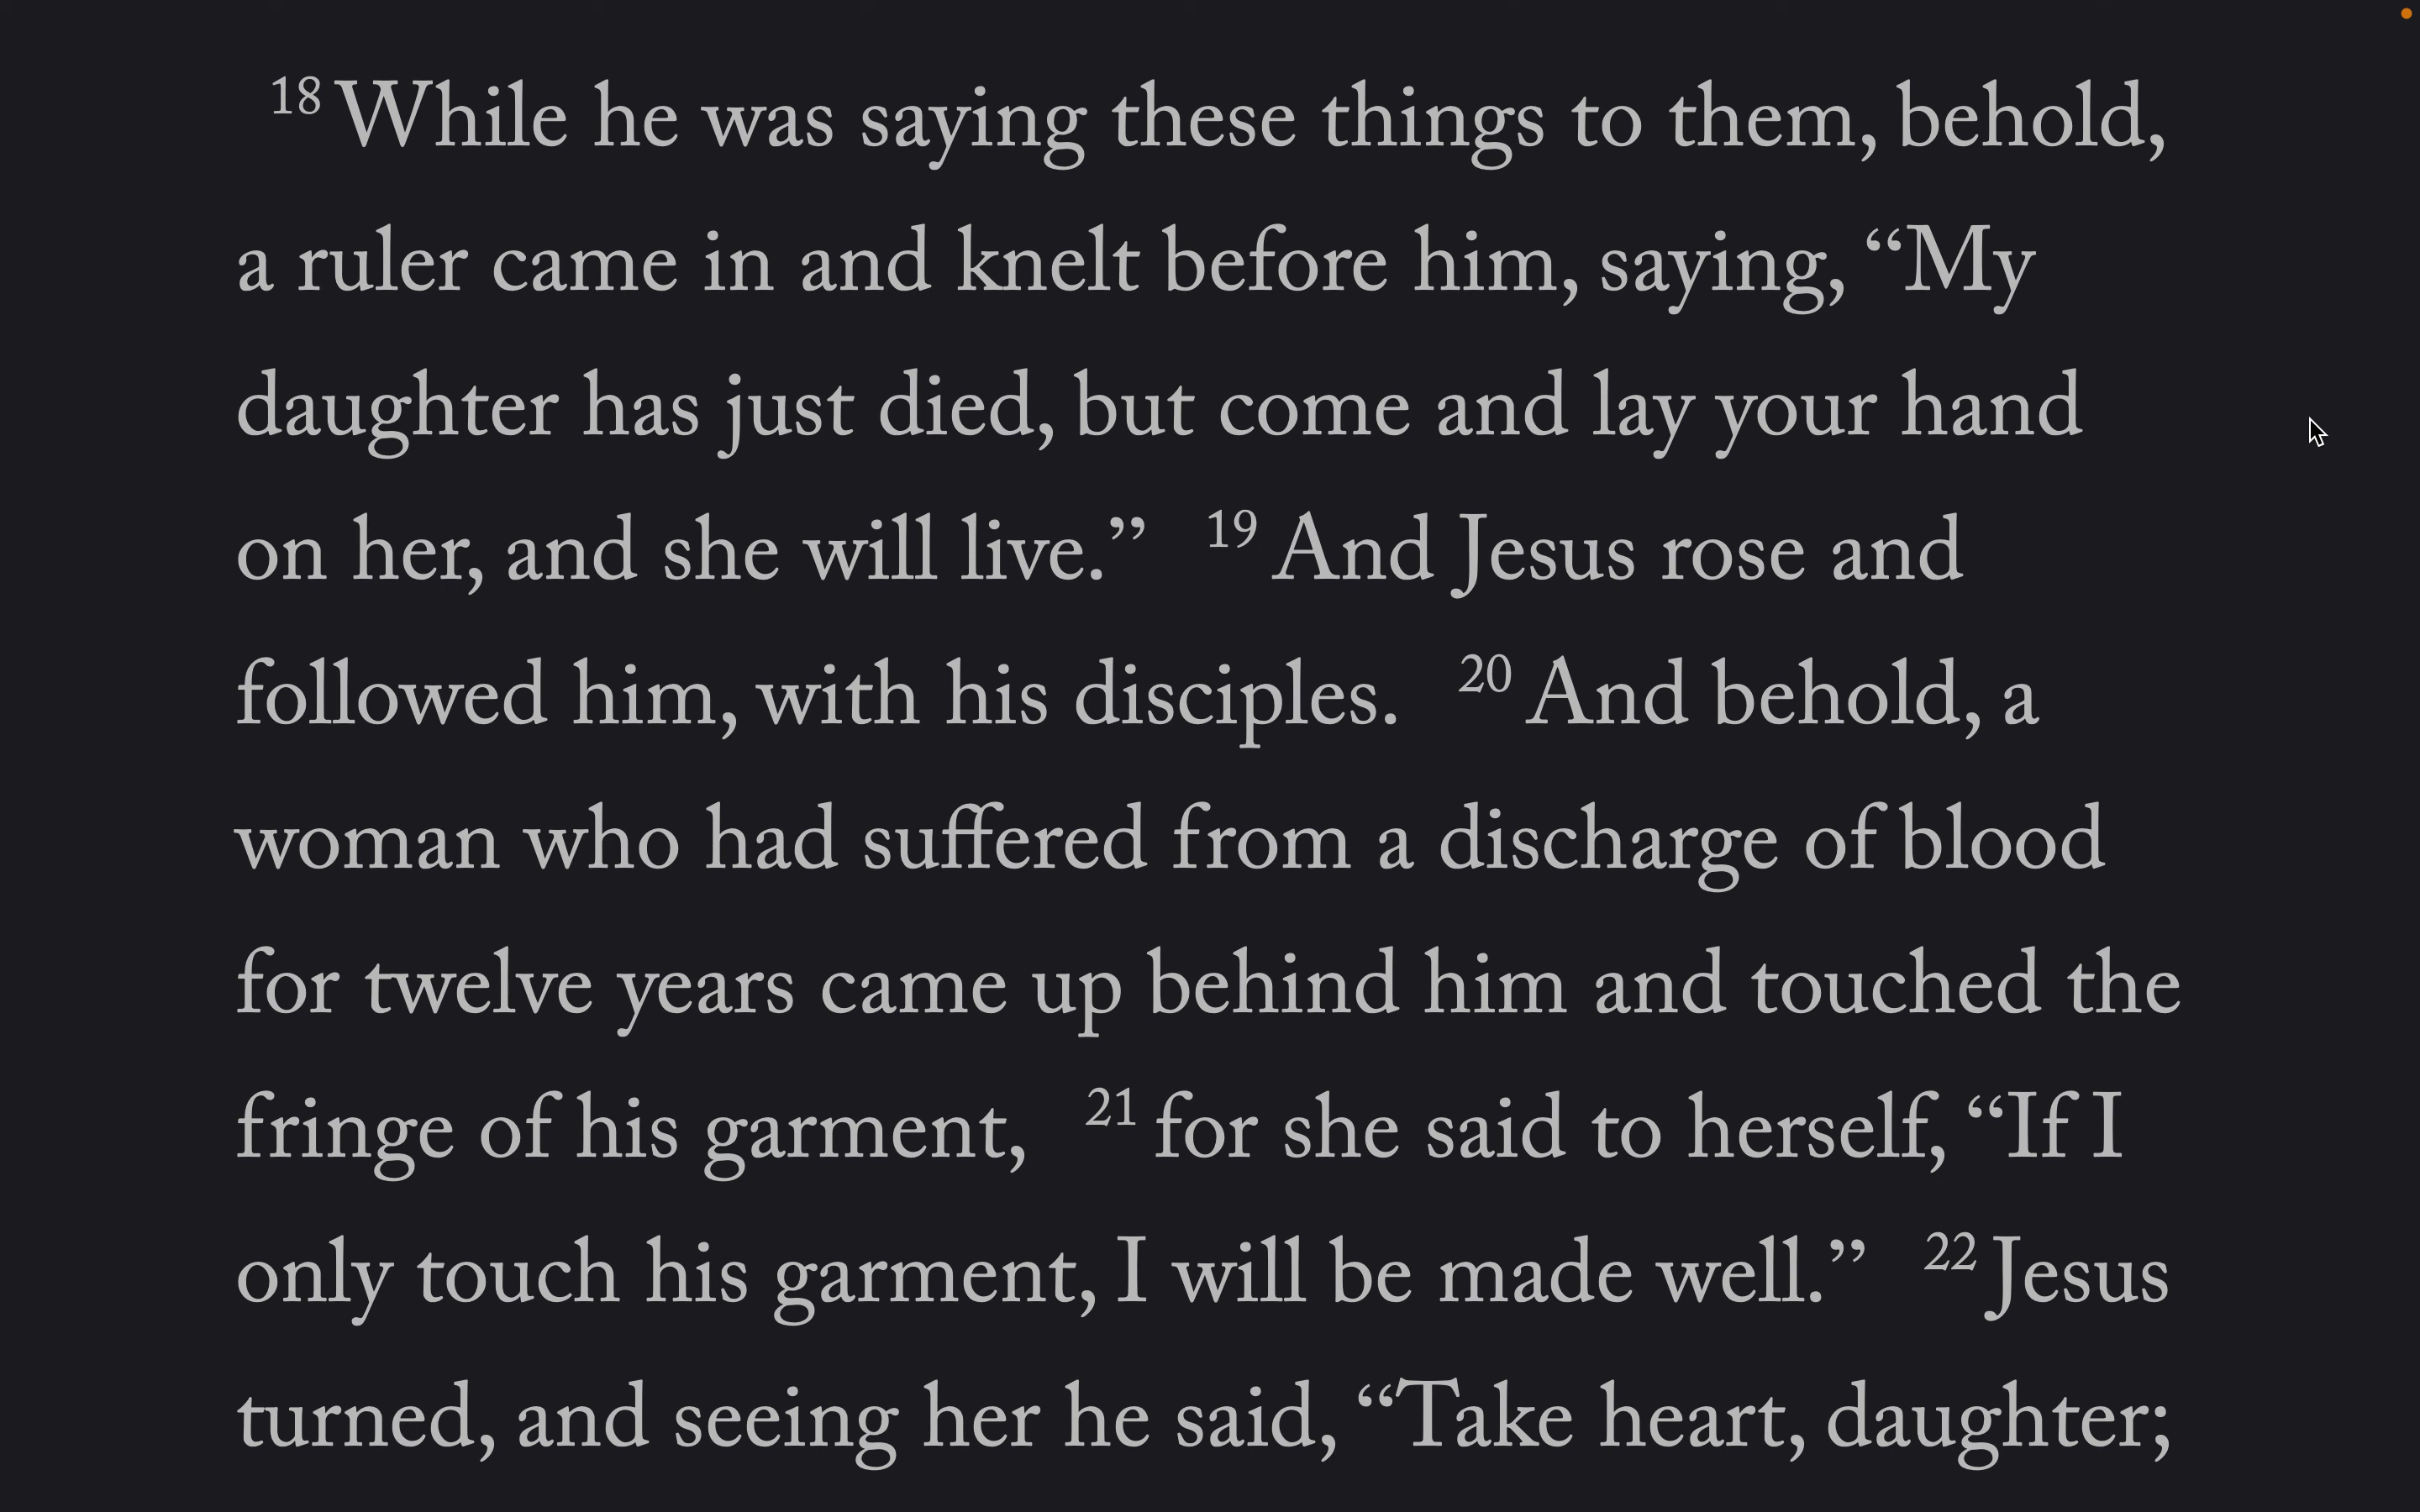 18 While he was saying these things to them, behold,
a ruler came in and knelt before him, saying, “My
daughter has just died, but come and lay your hand
on her, and she will live.” 19 And Jesus rose and
followed him, with his disciples. 20 And behold, a
woman who had suffered from a discharge of blood
for twelve years came up behind him and touched the
fringe of his garment, 21 for she said to herself, “If I
only touch his garment, I will be made well.” 22 Jesus
turned, and seeing her he said, “Take heart, daughter;